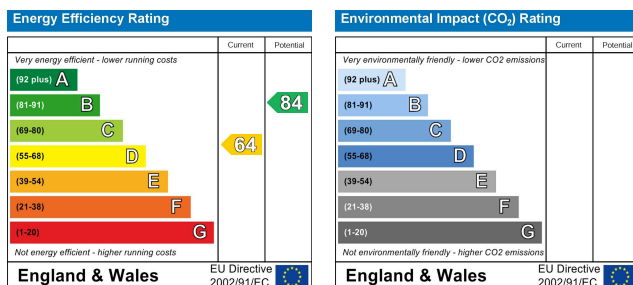 Energy Efficiency Rating
Current Potential
Very energy efficient - lower running costs
(92 plus) A
(81-91) B
84
(69-80) C
(55-68) D
64
(39-54) E
(21-38) F
(1-20) G
Not energy efficient - higher running costs
England & Wales
EU Directive
2002/91/EC
Environmental Impact (CO2) Rating
Current Potential
Very environmentally friendly - lower CO2 emissions
(92 plus) A
(81-91) B
(69-80) C
(55-68) D
(39-54) E
(21-38) F
(1-20) G
Not environmentally friendly - higher CO2 emissions
England & Wales
EU Directive
2002/91/EC